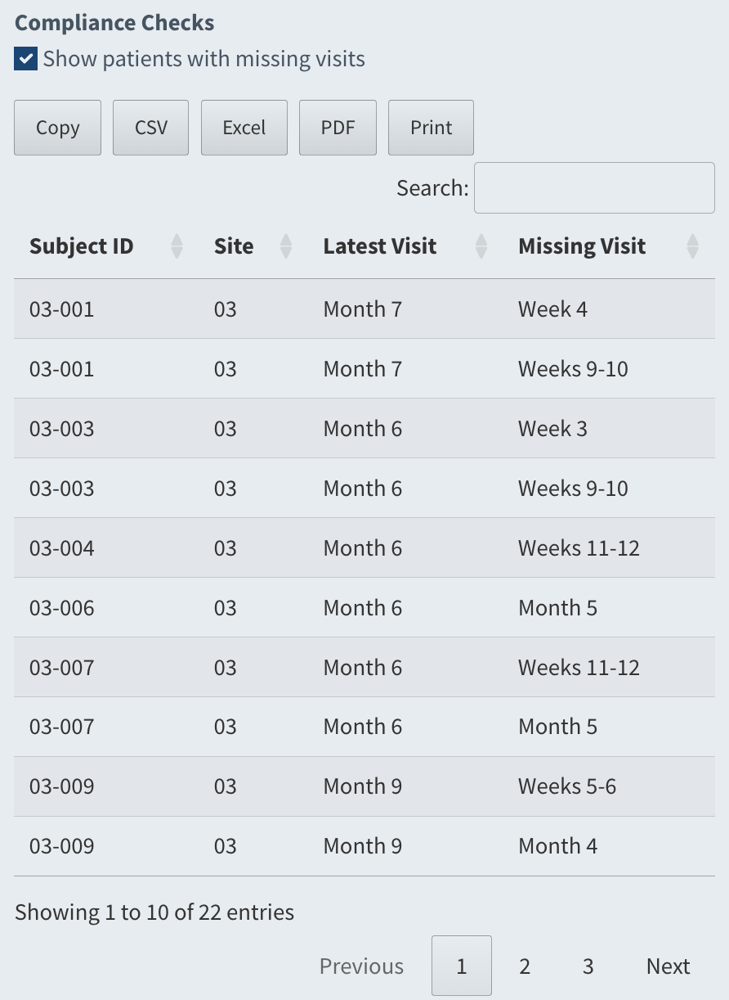 Compliance Checks
Show patients with missing visits
Copy CSV Excel PDF Print
Search:
Subject ID Site Latest Visit Missing Visit
03-001 03 Month 7 Week 4
03-001 03 Month 7 Weeks 9-10
03-003 03 Month 6 Week 3
03-003 03 Month 6 Weeks 9-10
03-004 03 Month 6 Weeks 11-12
03-006 03 Month 6 Month 5
03-007 03 Month 6 Weeks 11-12
03-007 03 Month 6 Month 5
03-009 03 Month 9 Weeks 5-6
03-009 03 Month 9 Month 4
Showing 1 to 10 of 22 entries
Previous 1 2 3 Next